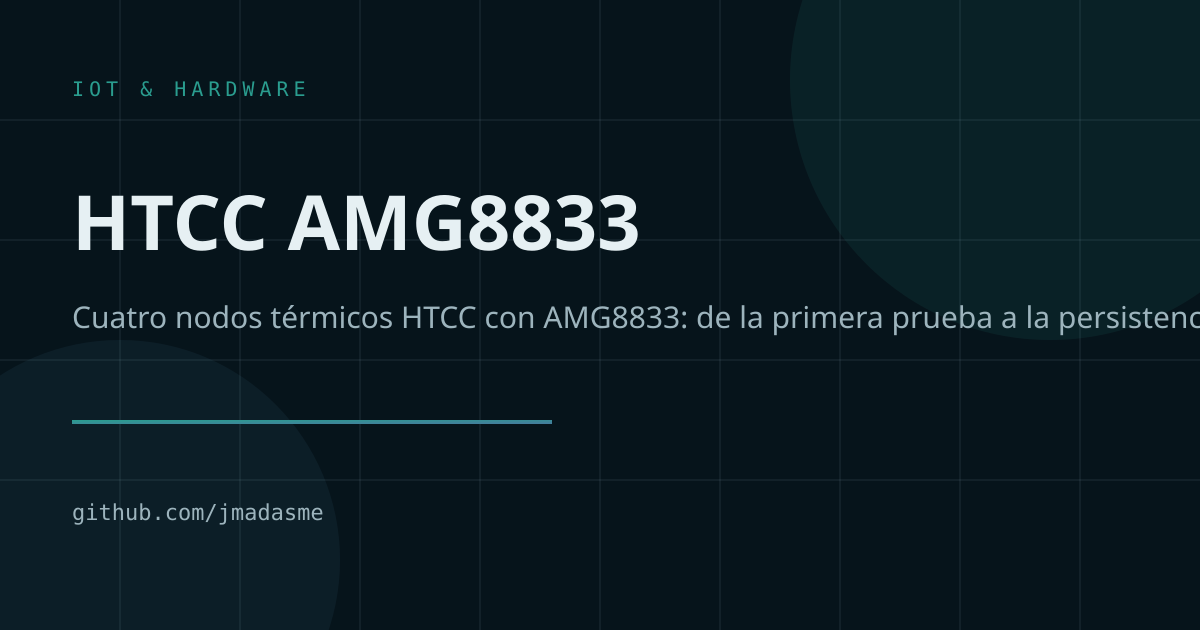 IOT & HARDWARE
HTCC AMG8833
Cuatro nodos térmicos HTCC con AMG8833: de la primera prueba a la persistenc
github.com/jmadasme